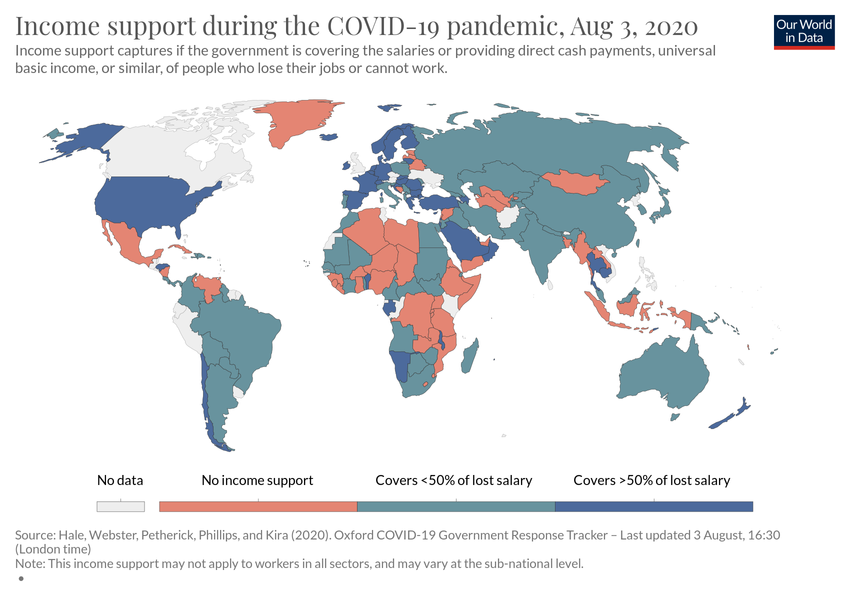 Income support during the COVID-19 pandemic, Aug 3, 2020
Our World
in Data
Income support captures if the government is covering the salaries or providing direct cash payments, universal
basic income, or similar, of people who lose their jobs or cannot work.
No data
No income support
Covers <50% of lost salary
Covers >50% of lost salary
Source: Hale, Webster, Petherick, Phillips, and Kira (2020). Oxford COVID-19 Government Response Tracker – Last updated 3 August, 16:30
(London time)
Note: This income support may not apply to workers in all sectors, and may vary at the sub-national level.
•